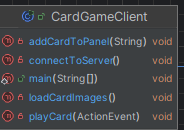 CardGameClient
addCardToPanel(String) void
connectToServer() void
main(String[]) void
loadCardImages() void
playCard(ActionEvent) void